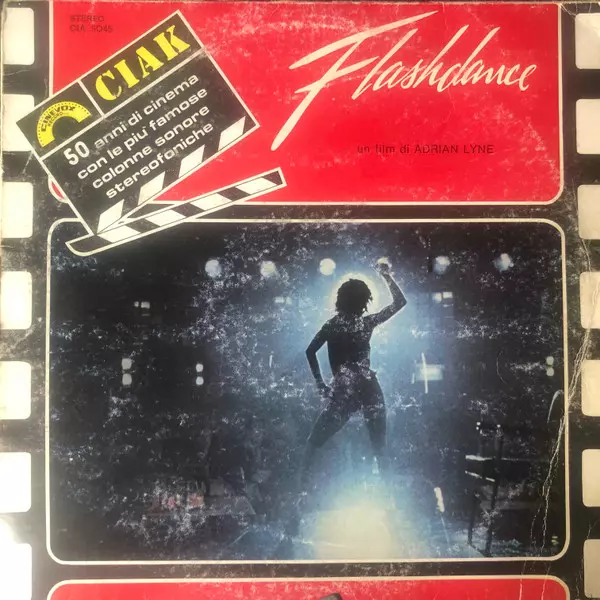 STEREO
CIA 5045
CINEVOX
CIAK
50 anni di cinema
con le più famose
colonne sonore
stereofoniche
Flashdance
un film di ADRIAN LYNE